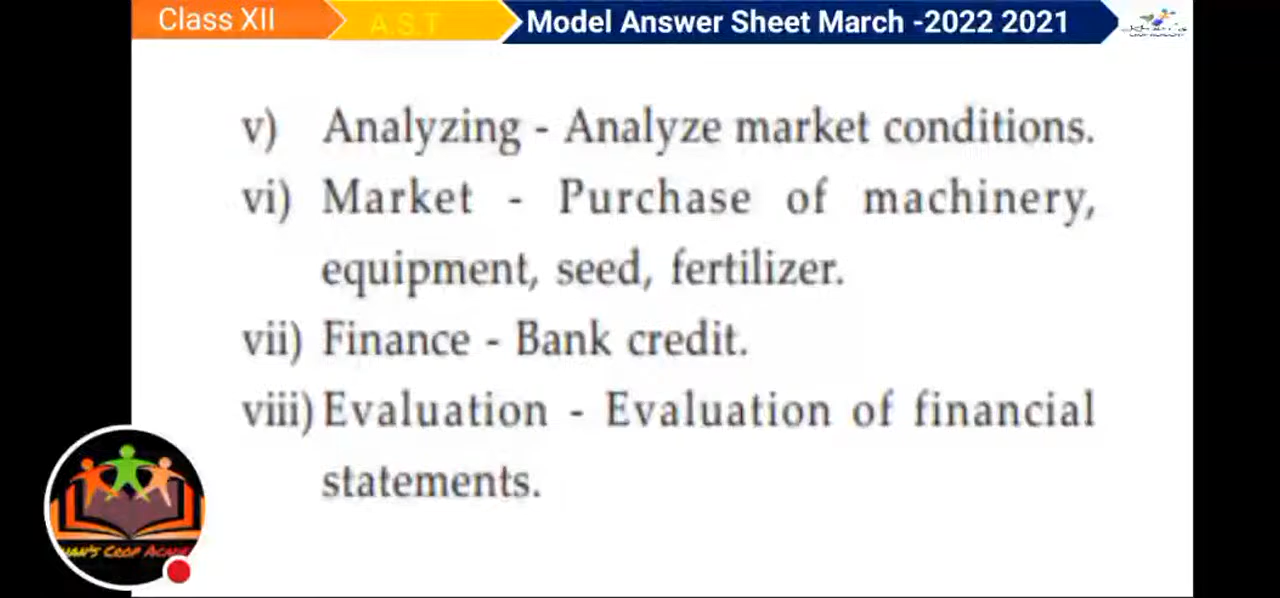 Class XII
A.S.T
Model Answer Sheet March -2022 2021
v) Analyzing - Analyze market conditions.
vi) Market - Purchase of machinery,
equipment, seed, fertilizer.
vii) Finance - Bank credit.
viii) Evaluation - Evaluation of financial
statements.
CROP